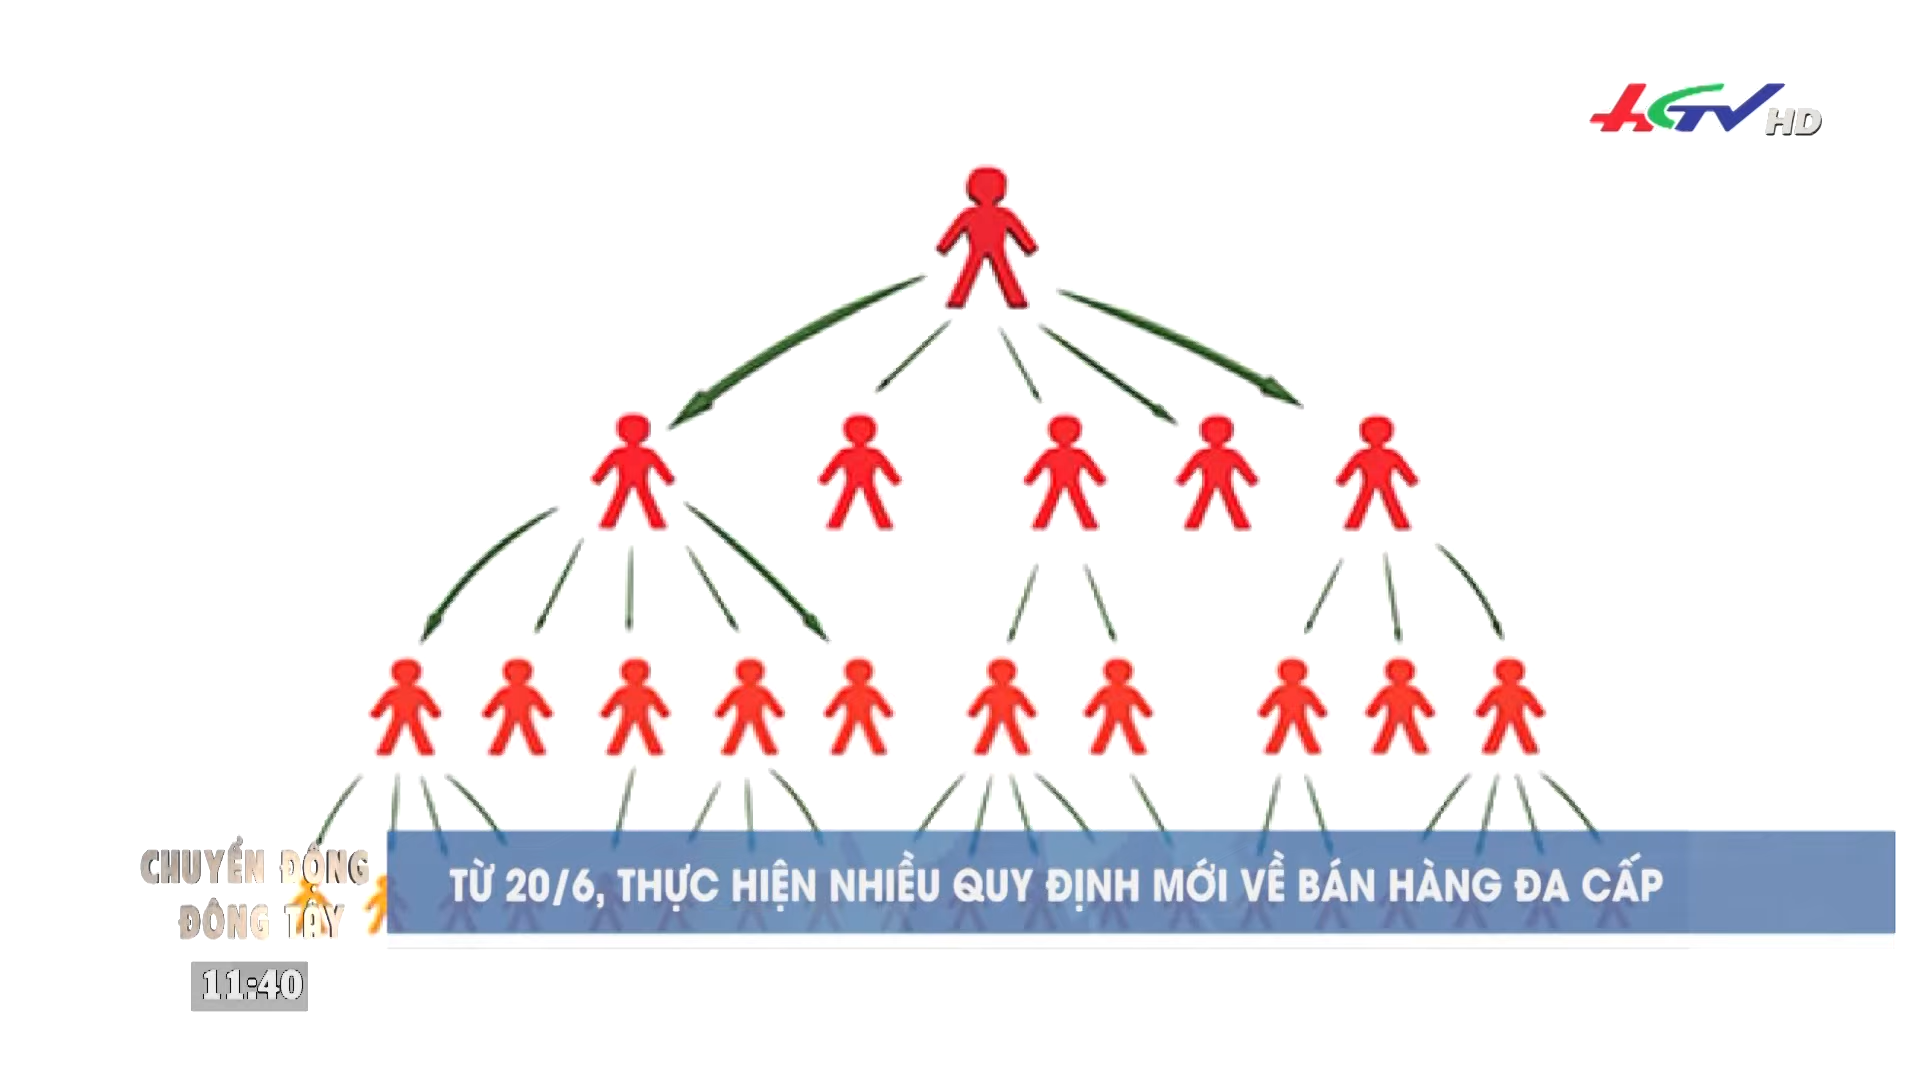 HGTV HD
TỪ 20/6, THỰC HIỆN NHIỀU QUY ĐỊNH MỚI VỀ BÁN HÀNG ĐA CẤP
CHUYỂN ĐỘNG
ĐÔNG TÂY
11:40